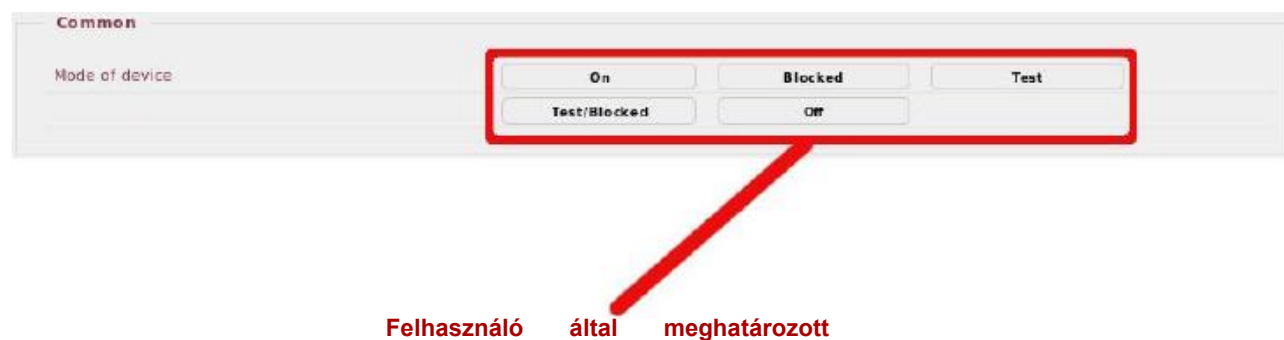 Common
Mode of device
On Blocked Test
Test/Blocked Off
Felhasználó által meghatározott